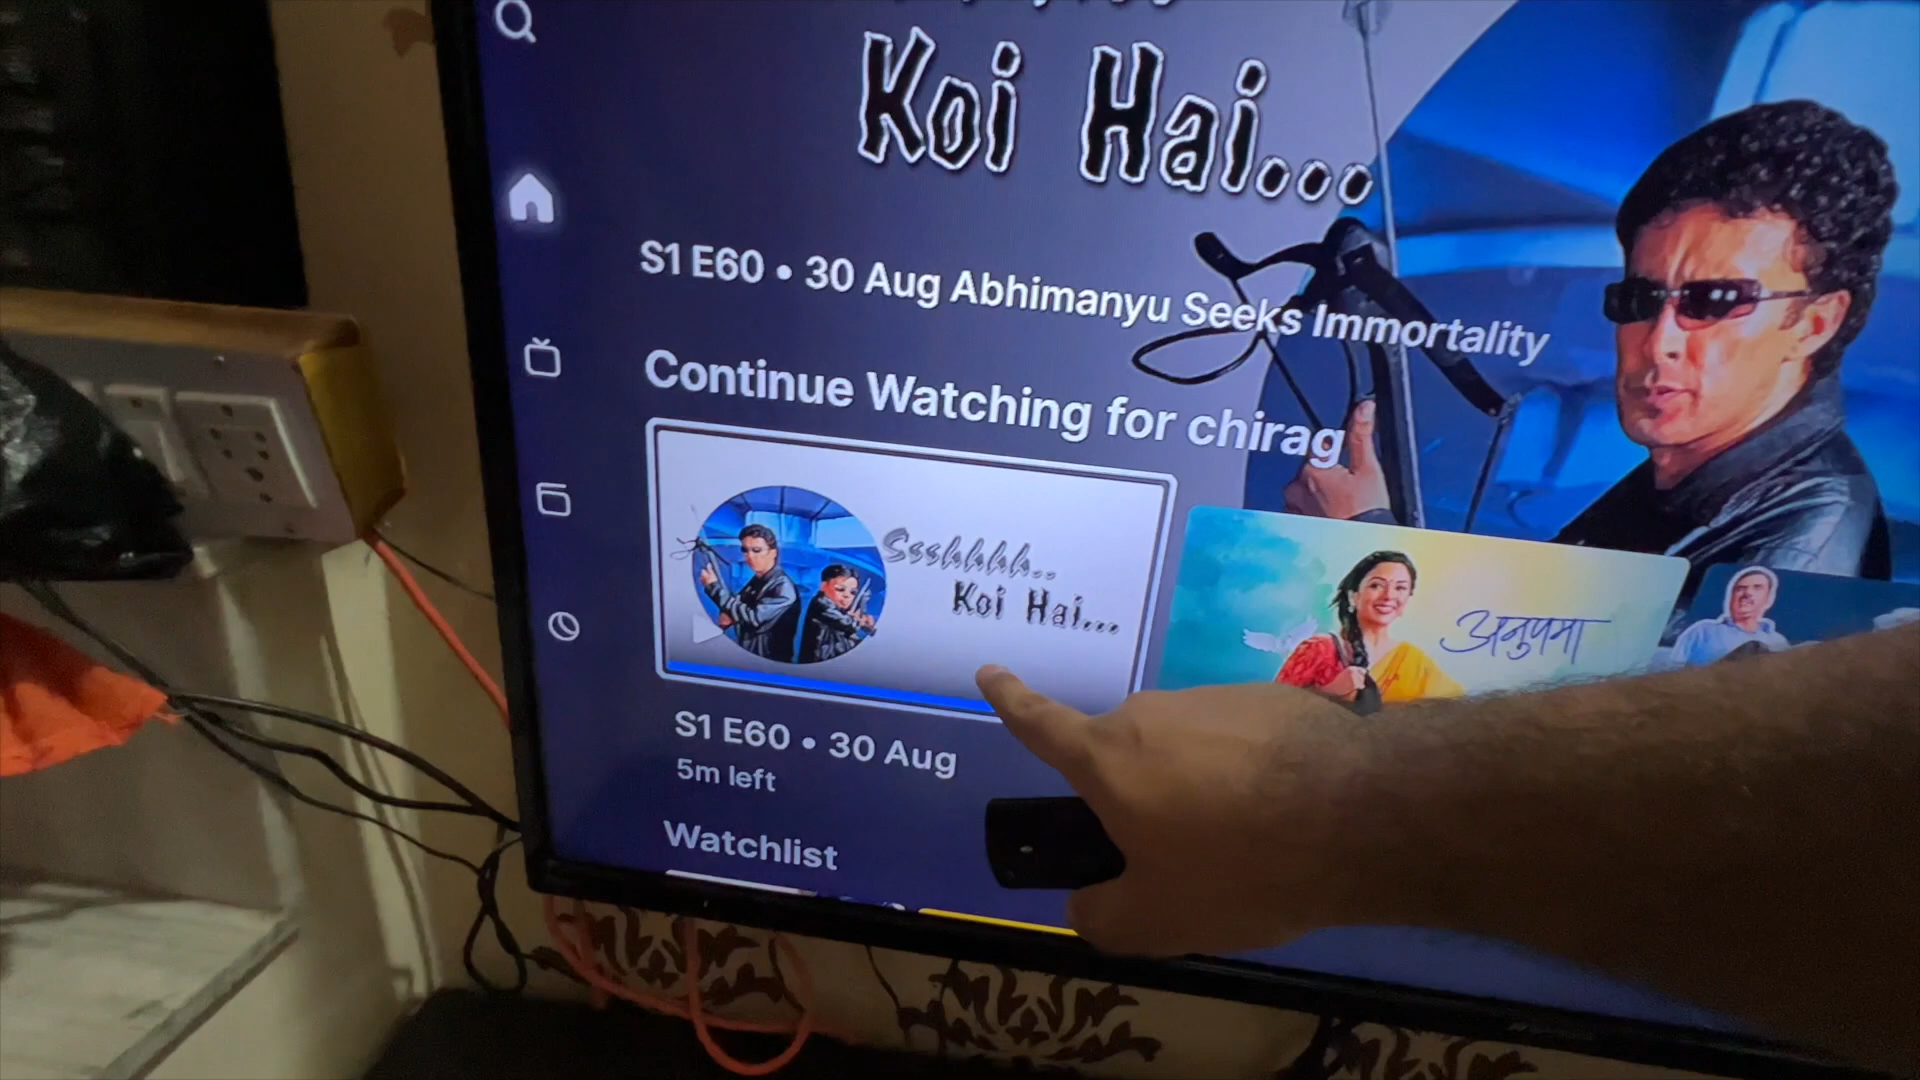 Koi Hai...
S1 E60 • 30 Aug Abhimanyu Seeks Immortality
Continue Watching for chirag
Ssshhhh..
Koi Hai...
अनुपमा
S1 E60 • 30 Aug
5m left
Watchlist